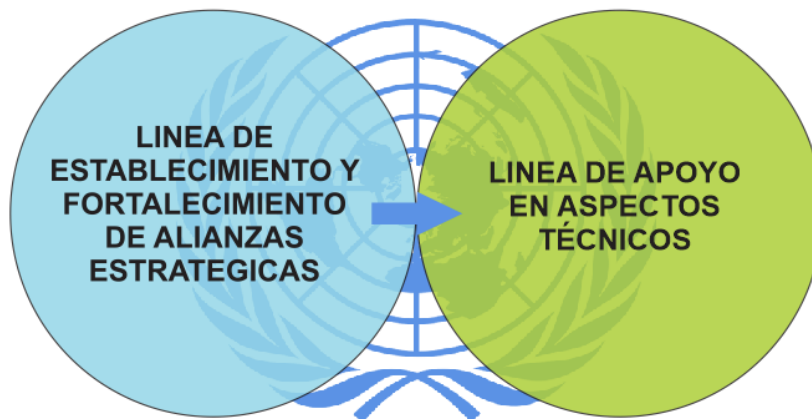 LINEA DE
ESTABLECIMIENTO Y
FORTALECIMIENTO
DE ALIANZAS
ESTRATEGICAS
LINEA DE APOYO
EN ASPECTOS
TÉCNICOS